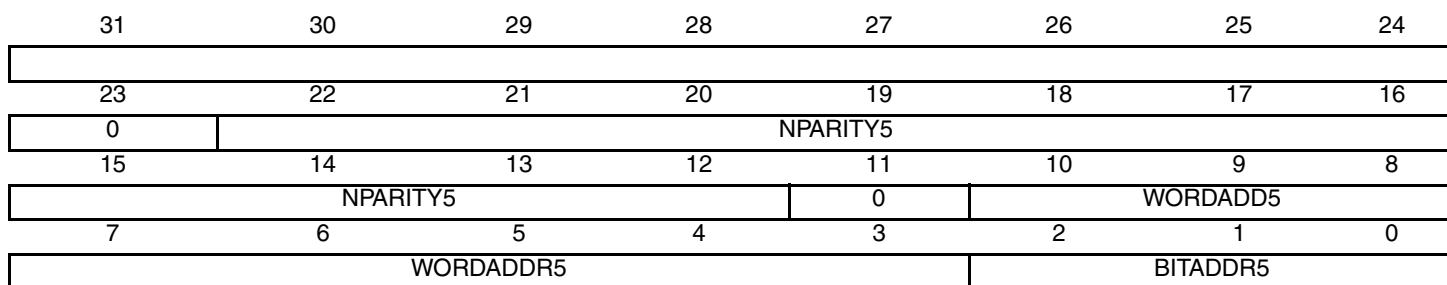 31 30 29 28 27 26 25 24
23 22 21 20 19 18 17 16
0 NPARITY5
15 14 13 12 11 10 9 8
NPARITY5 0 WORDADD5
7 6 5 4 3 2 1 0
WORDADDR5 BITADDR5